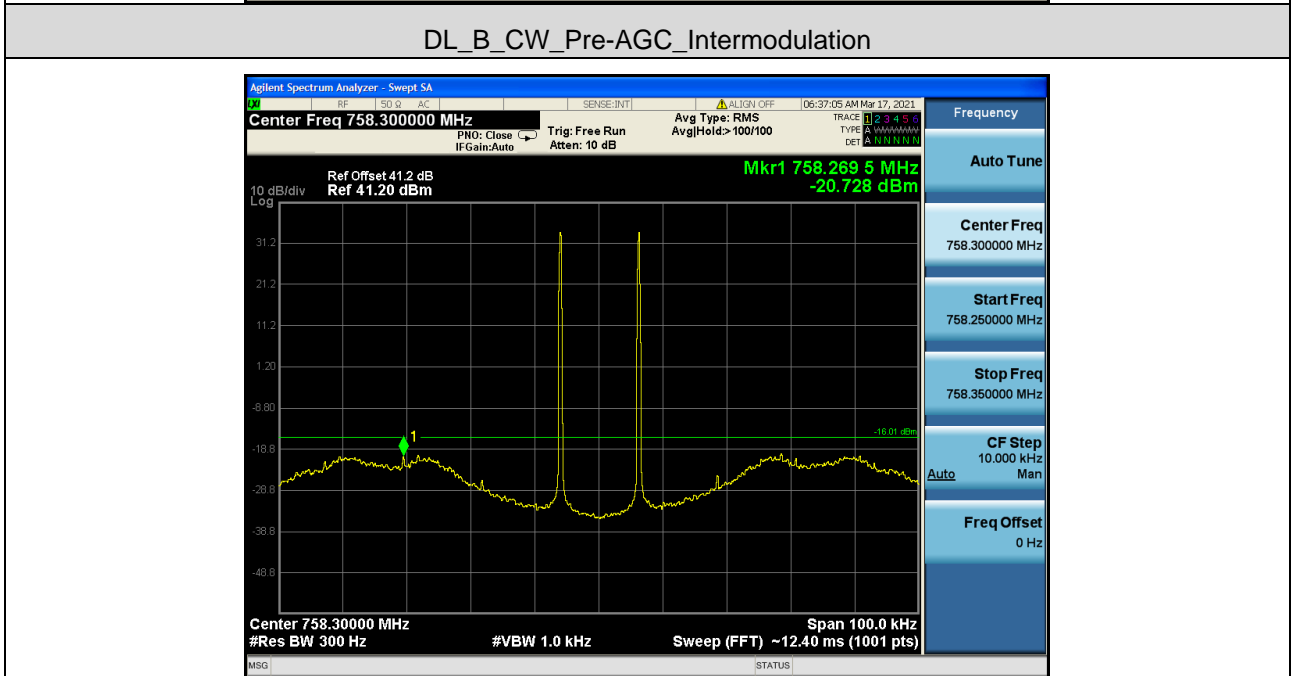 DL_B_CW_Pre-AGC_Intermodulation
Agilent Spectrum Analyzer - Swept SA
LXI RF 50 Ω AC SENSE:INT ALIGN OFF 06:37:05 AM Mar 17, 2021
Center Freq 758.300000 MHz
PNO: Close
IFGain:Auto
Trig: Free Run
Atten: 10 dB
Avg Type: RMS
Avg|Hold:>100/100
TRACE 1 2 3 4 5 6
TYPE A WWWWW
DET A N N N N N
Mkr1 758.269 5 MHz
-20.728 dBm
Ref Offset 41.2 dB
10 dB/div Ref 41.20 dBm
Log
31.2
21.2
11.2
1.20
-8.80
-18.8
-28.8
-38.8
-48.8
1
-16.01 dBm
Center 758.30000 MHz Span 100.0 kHz
#Res BW 300 Hz #VBW 1.0 kHz Sweep (FFT) ~12.40 ms (1001 pts)
MSG STATUS
Frequency
Auto Tune
Center Freq
758.300000 MHz
Start Freq
758.250000 MHz
Stop Freq
758.350000 MHz
CF Step
10.000 kHz
Auto Man
Freq Offset
0 Hz